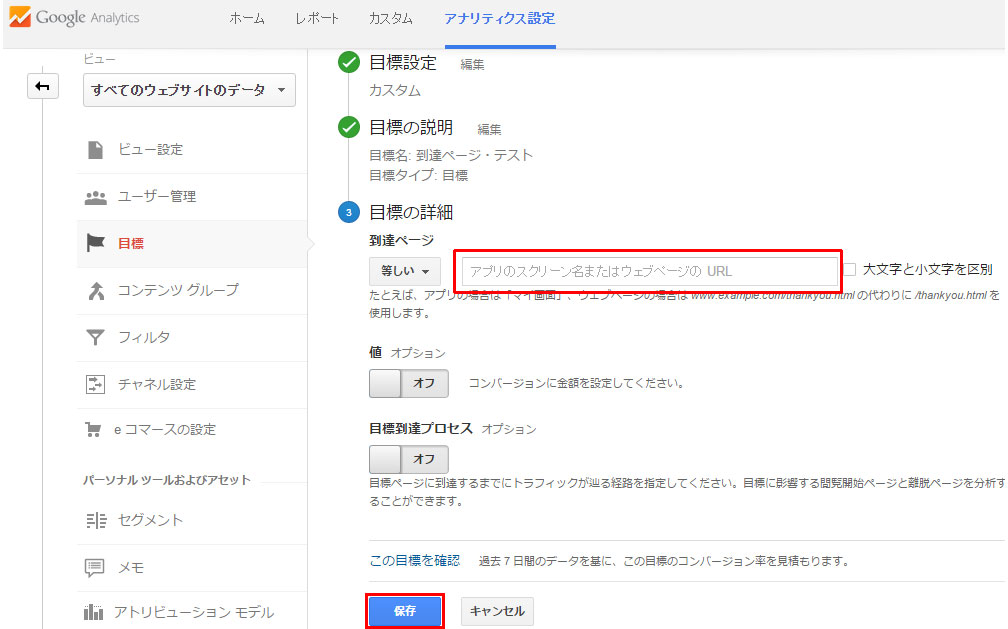 Google Analytics
ホーム
レポート
カスタム
アナリティクス設定
ビュー
すべてのウェブサイトのデータ
ビュー設定
ユーザー管理
目標
コンテンツ グループ
フィルタ
チャネル設定
e コマースの設定
パーソナル ツールおよびアセット
セグメント
メモ
アトリビューション モデル
目標設定 編集
カスタム
目標の説明 編集
目標名: 到達ページ・テスト
目標タイプ: 目標
3 目標の詳細
到達ページ
等しい アプリのスクリーン名またはウェブページの URL 大文字と小文字を区別
たとえば、アプリの場合は「マイ画面」、ウェブページの場合は www.example.com/thankyou.html の代わりに /thankyou.html を
使用します。
値 オプション
オフ コンバージョンに金額を設定してください。
目標到達プロセス オプション
オフ
目標ページに到達するまでにトラフィックが辿る経路を指定してください。目標に影響する閲覧開始ページと離脱ページを分析す
ることができます。
この目標を確認 過去 7 日間のデータを基に、この目標のコンバージョン率を見積もります。
保存 キャンセル